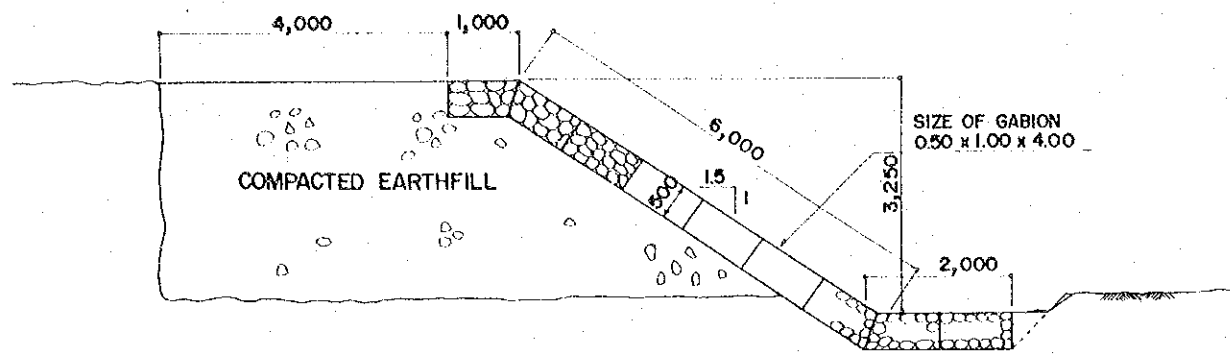 4,000
1,000
6,000
SIZE OF GABION
0.50 x 1.00 x 4.00
COMPACTED EARTHFILL
500
1.5
1
3,250
2,000